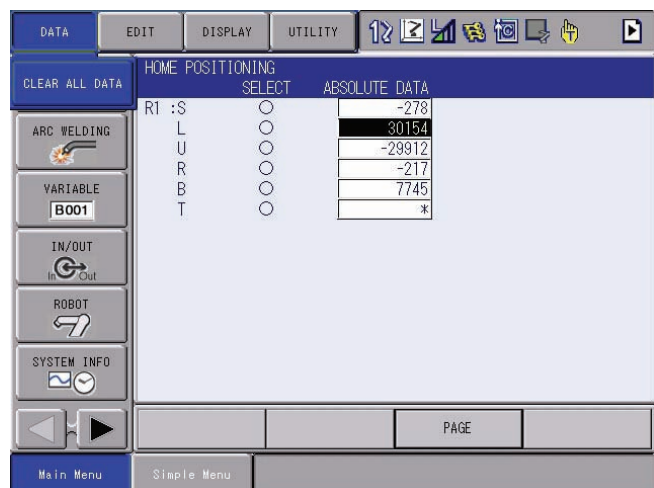 DATA EDIT DISPLAY UTILITY
CLEAR ALL DATA
HOME POSITIONING
SELECT ABSOLUTE DATA
R1 :S -278
L 30154
U -29912
R -217
B 7745
T *
ARC WELDING
VARIABLE
B001
IN/OUT
In Out
ROBOT
SYSTEM INFO
PAGE
Main Menu Simple Menu